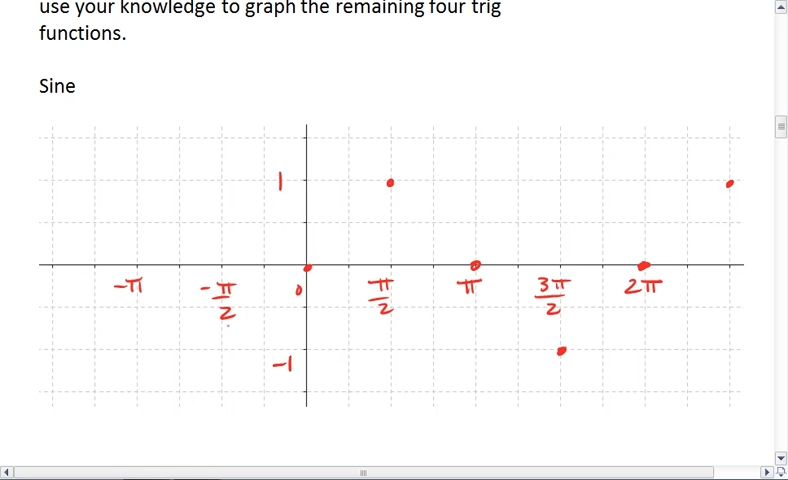 use your knowledge to graph the remaining four trig
functions.
Sine
1
-π
-π/2
0
π/2
π
3π/2
2π
-1